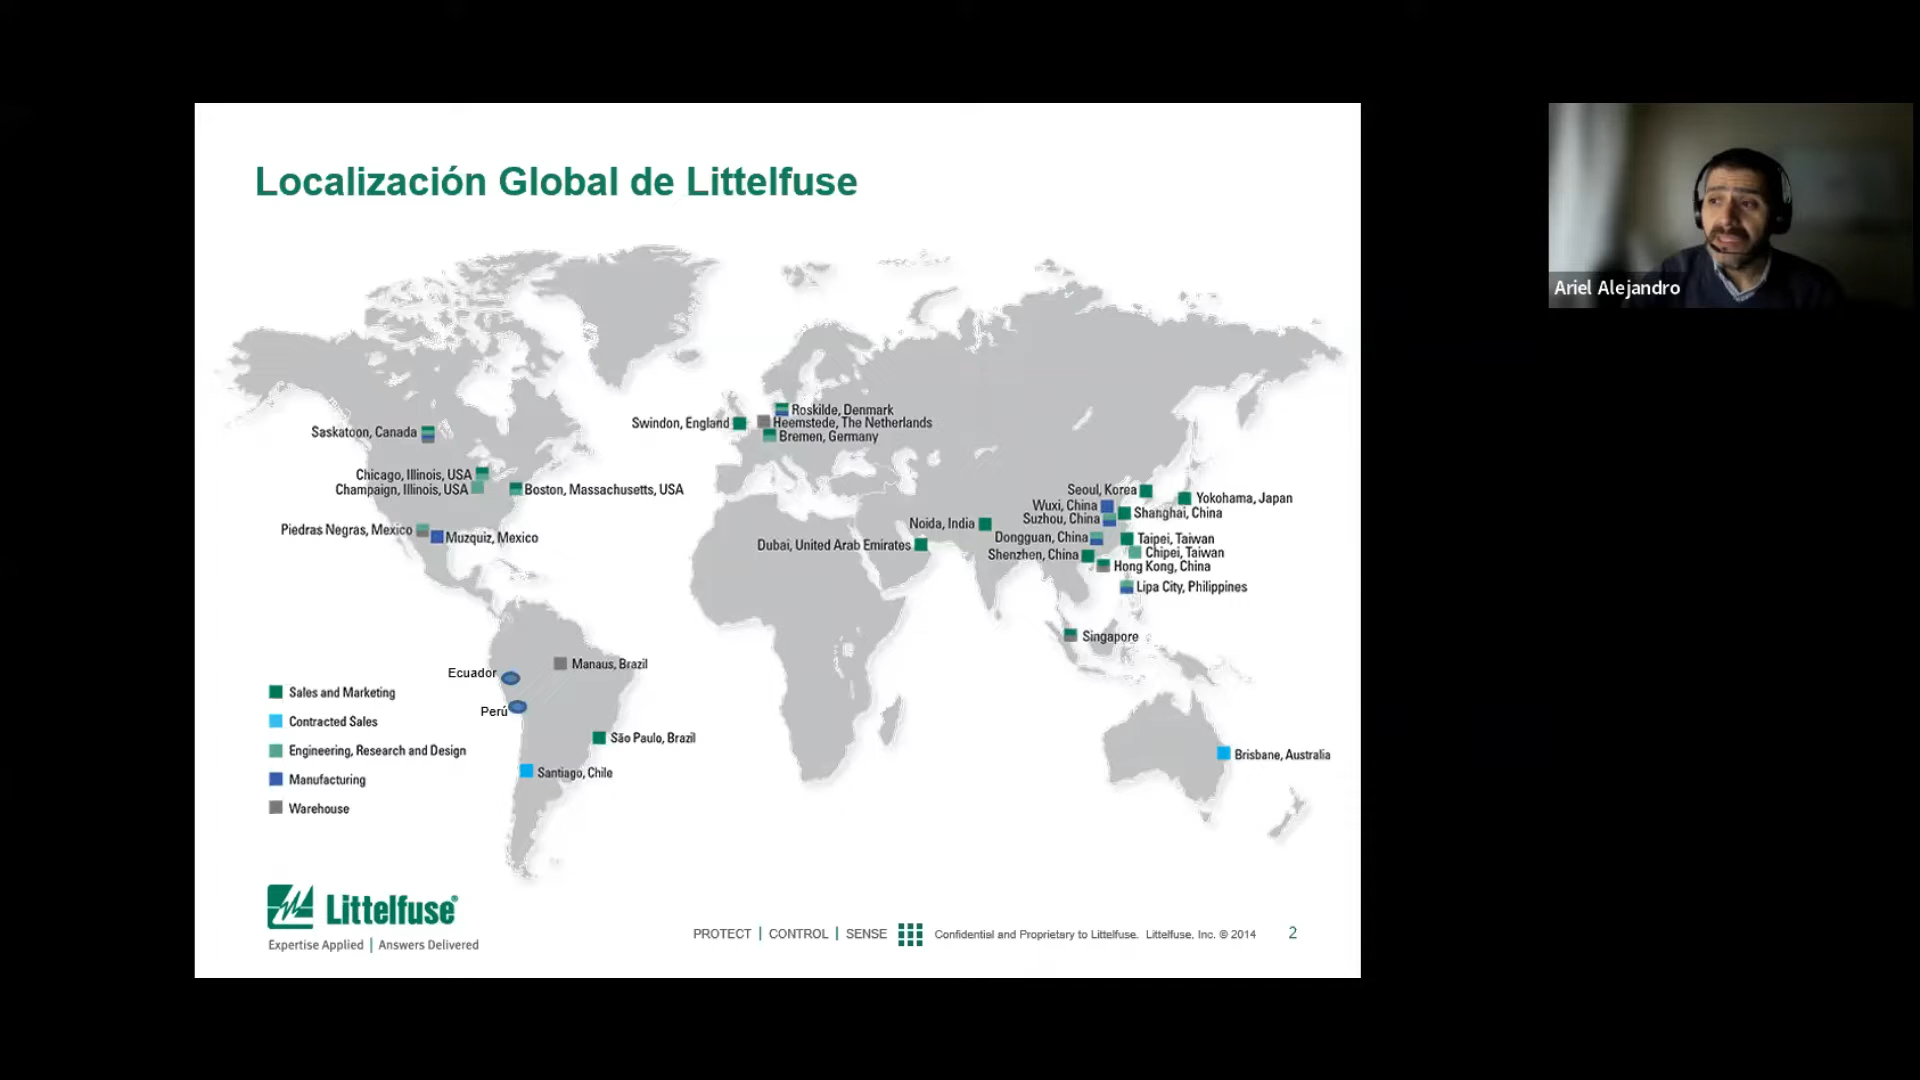 Localización Global de Littelfuse
Ariel Alejandro
Saskatoon, Canada
Chicago, Illinois, USA
Champaign, Illinois, USA
Boston, Massachusetts, USA
Piedras Negras, Mexico
Muzquiz, Mexico
Swindon, England
Roskilde, Denmark
Heemstede, The Netherlands
Bremen, Germany
Seoul, Korea
Yokohama, Japan
Wuxi, China
Shanghai, China
Suzhou, China
Noida, India
Dongguan, China
Taipei, Taiwan
Dubai, United Arab Emirates
Shenzhen, China
Chipei, Taiwan
Hong Kong, China
Lipa City, Philippines
Singapore
Ecuador
Manaus, Brazil
Perú
São Paulo, Brazil
Santiago, Chile
Brisbane, Australia
Sales and Marketing
Contracted Sales
Engineering, Research and Design
Manufacturing
Warehouse
Littelfuse®
Expertise Applied | Answers Delivered
PROTECT | CONTROL | SENSE
Confidential and Proprietary to Littelfuse. Littelfuse, Inc. © 2014
2